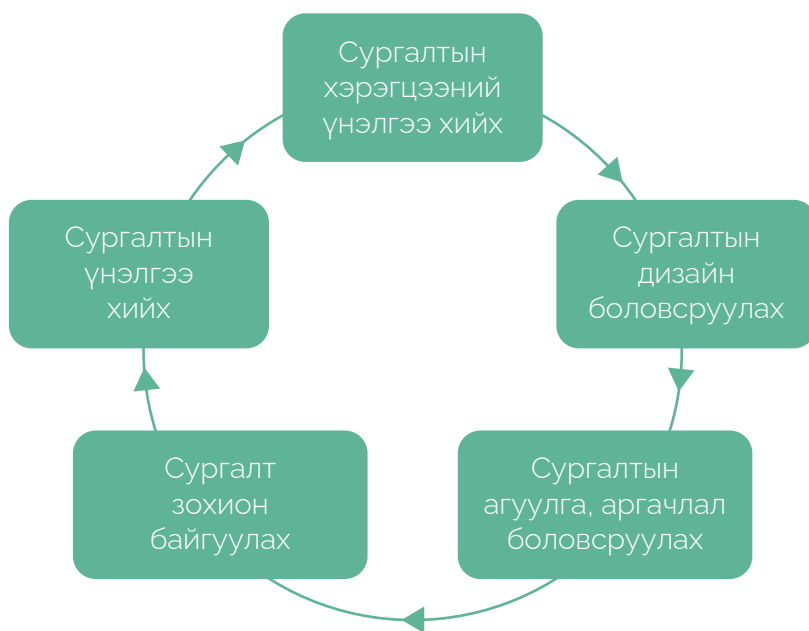 Сургалтын
хэрэгцээний
үнэлгээ хийх
Сургалтын
дизайн
боловсруулах
Сургалтын
агуулга, аргачлал
боловсруулах
Сургалт
зохион
байгуулах
Сургалтын
үнэлгээ
хийх